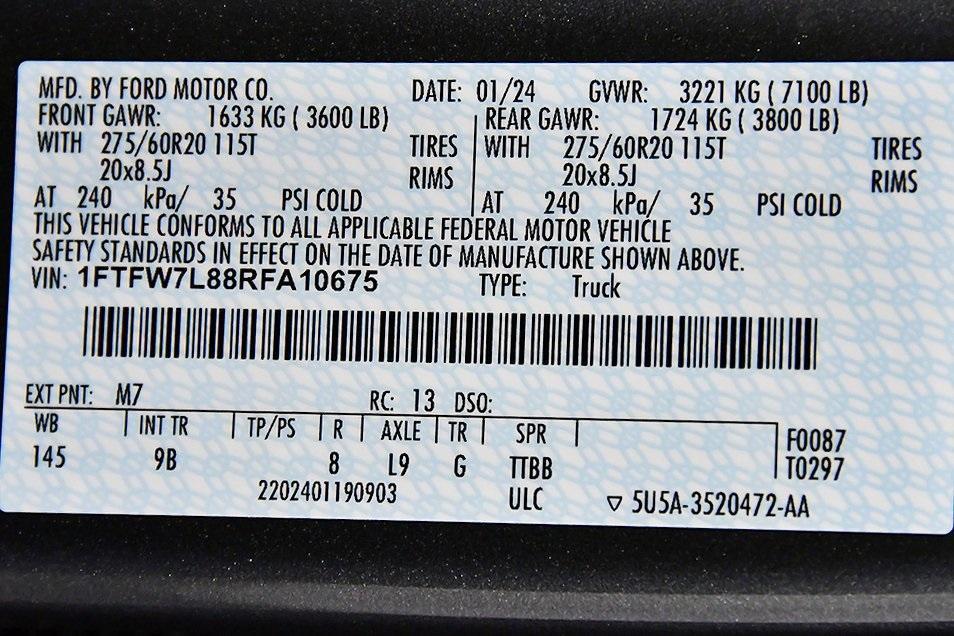 MFD. BY FORD MOTOR CO. DATE: 01/24 GVWR: 3221 KG ( 7100 LB)
FRONT GAWR: 1633 KG ( 3600 LB) REAR GAWR: 1724 KG ( 3800 LB)
WITH 275/60R20 115T TIRES WITH 275/60R20 115T TIRES
20x8.5J RIMS 20x8.5J RIMS
AT 240 kPa/ 35 PSI COLD AT 240 kPa/ 35 PSI COLD
THIS VEHICLE CONFORMS TO ALL APPLICABLE FEDERAL MOTOR VEHICLE
SAFETY STANDARDS IN EFFECT ON THE DATE OF MANUFACTURE SHOWN ABOVE.
VIN: 1FTFW7L88RFA10675 TYPE: Truck
EXT PNT: M7 RC: 13 DSO:
WB INT TR TP/PS R AXLE TR SPR F0087
145 9B 8 L9 G TTBB T0297
2202401190903 ULC ▽ 5U5A-3520472-AA